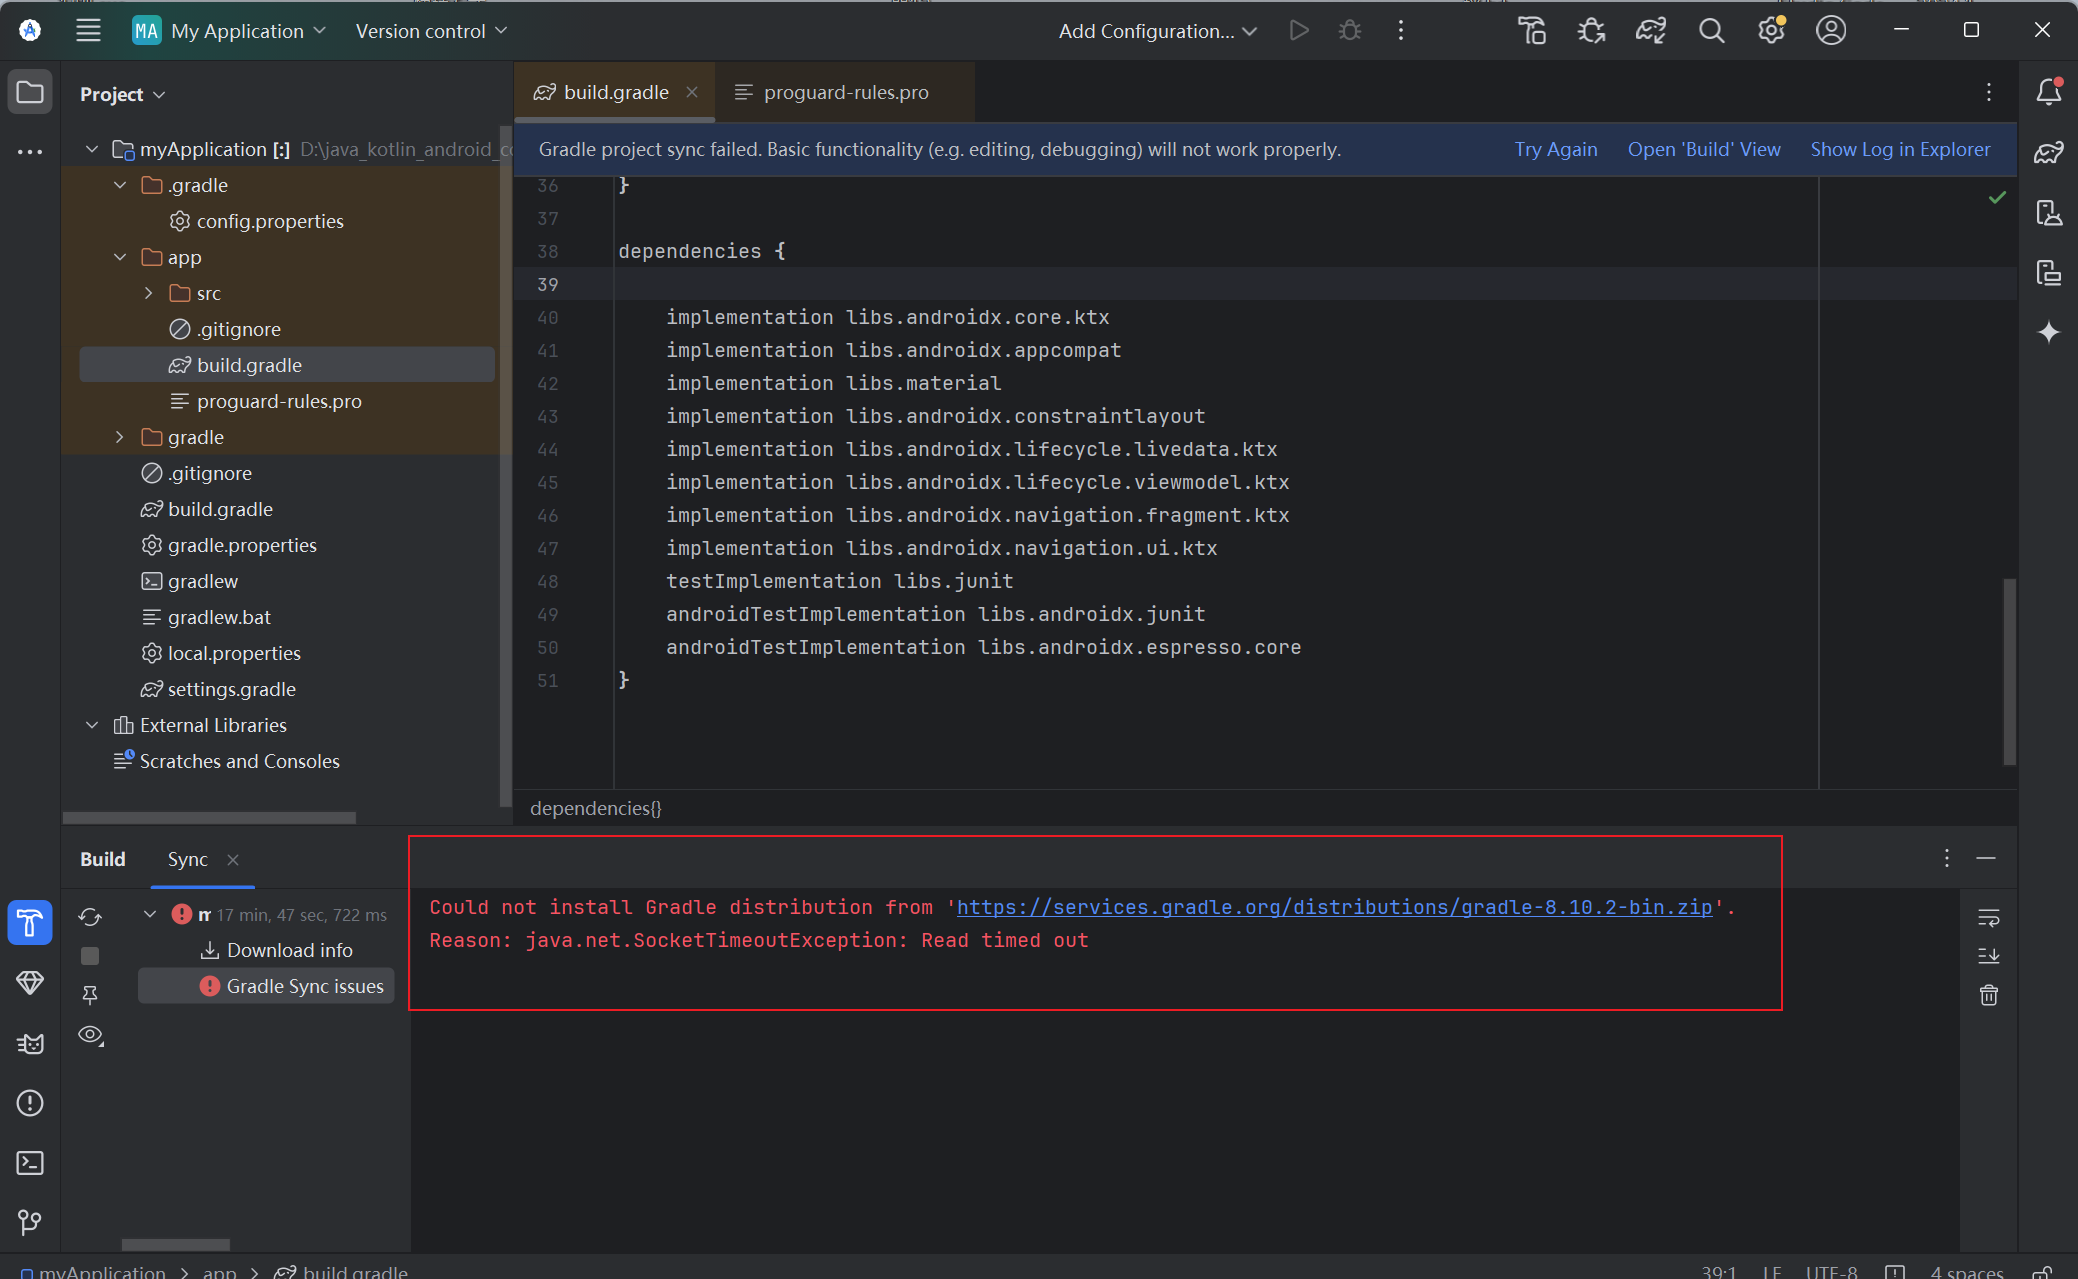 MA My Application Version control Add Configuration...
Project
myApplication [:] D:\java_kotlin_android_c
.gradle
config.properties
app
src
.gitignore
build.gradle
proguard-rules.pro
gradle
.gitignore
build.gradle
gradle.properties
gradlew
gradlew.bat
local.properties
settings.gradle
External Libraries
Scratches and Consoles
build.gradle proguard-rules.pro
Gradle project sync failed. Basic functionality (e.g. editing, debugging) will not work properly. Try Again Open 'Build' View Show Log in Explorer
36 }
37
38 dependencies {
39
40 implementation libs.androidx.core.ktx
41 implementation libs.androidx.appcompat
42 implementation libs.material
43 implementation libs.androidx.constraintlayout
44 implementation libs.androidx.lifecycle.livedata.ktx
45 implementation libs.androidx.lifecycle.viewmodel.ktx
46 implementation libs.androidx.navigation.fragment.ktx
47 implementation libs.androidx.navigation.ui.ktx
48 testImplementation libs.junit
49 androidTestImplementation libs.androidx.junit
50 androidTestImplementation libs.androidx.espresso.core
51 }
dependencies{}
Build Sync
17 min, 47 sec, 722 ms
Download info
Gradle Sync issues
Could not install Gradle distribution from 'https://services.gradle.org/distributions/gradle-8.10.2-bin.zip'.
Reason: java.net.SocketTimeoutException: Read timed out
myApplication > app > build.gradle 39:1 LF UTF-8 4 spaces